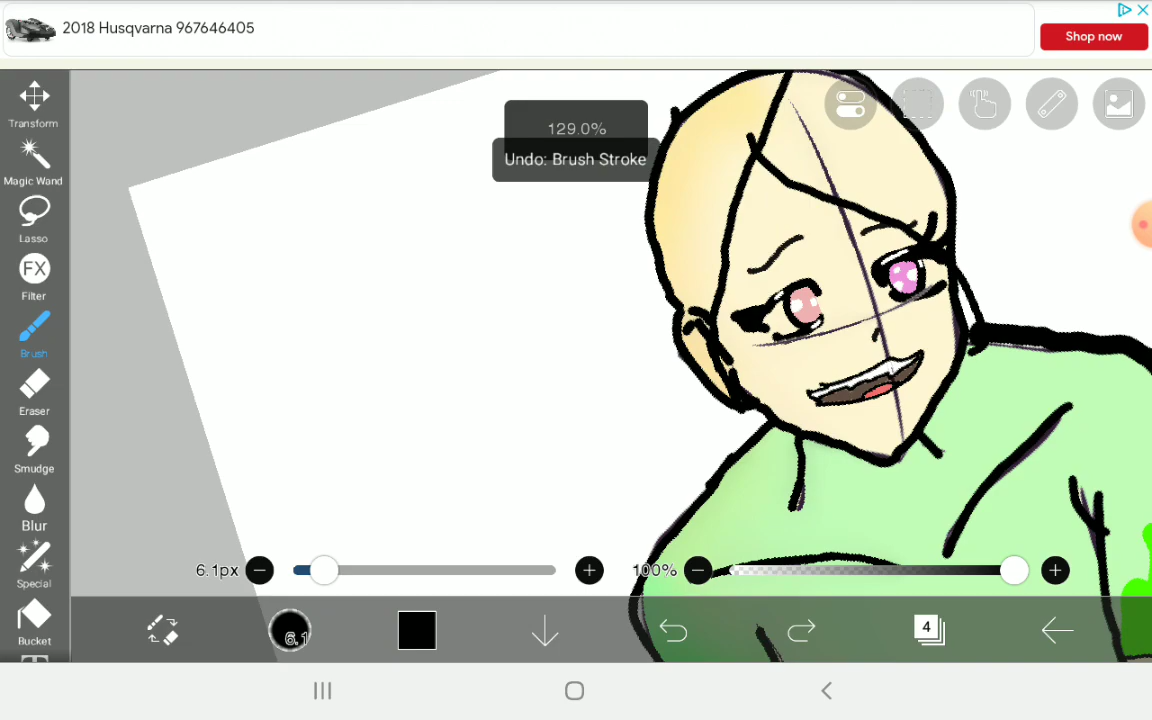 2018 Husqvarna 967646405
Shop now
Transform
Magic Wand
Lasso
FX
Filter
Brush
Eraser
Smudge
Blur
Special
Bucket
129.0%
Undo: Brush Stroke
6.1px
100%
6.1
4